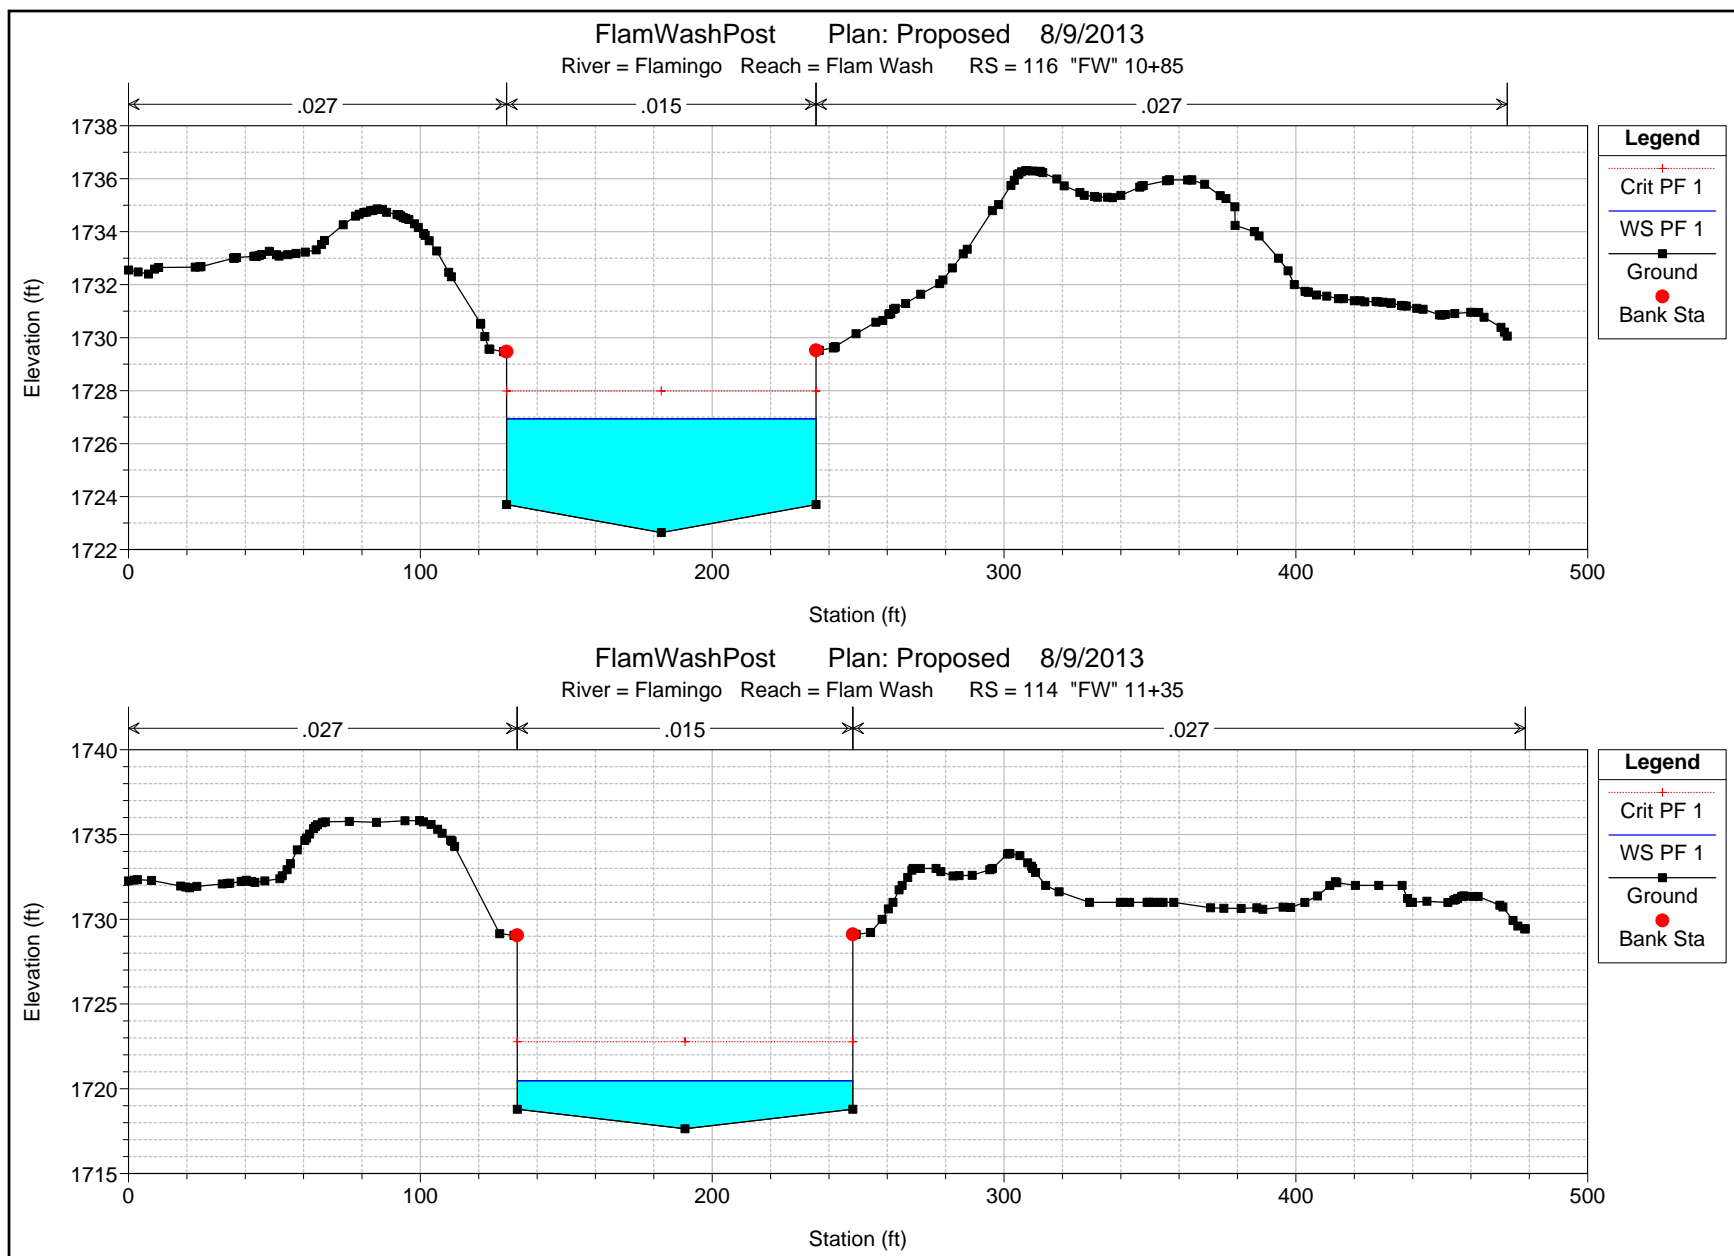 FlamWashPost Plan: Proposed 8/9/2013
River = Flamingo Reach = Flam Wash RS = 116 "FW" 10+85
.027 .015 .027
1738
1736
1734
1732
1730
1728
1726
1724
1722
Elevation (ft)
0 100 200 300 400 500
Station (ft)
Legend
Crit PF 1
WS PF 1
Ground
Bank Sta
FlamWashPost Plan: Proposed 8/9/2013
River = Flamingo Reach = Flam Wash RS = 114 "FW" 11+35
.027 .015 .027
1740
1735
1730
1725
1720
1715
Elevation (ft)
0 100 200 300 400 500
Station (ft)
Legend
Crit PF 1
WS PF 1
Ground
Bank Sta